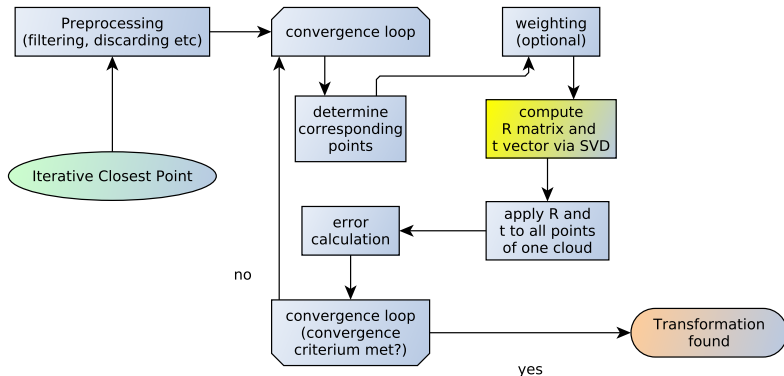 Preprocessing
(filtering, discarding etc)
convergence loop
weighting
(optional)
determine
corresponding
points
compute
R matrix and
t vector via SVD
Iterative Closest Point
apply R and
t to all points
of one cloud
error
calculation
no
convergence loop
(convergence
criterium met?)
Transformation
found
yes